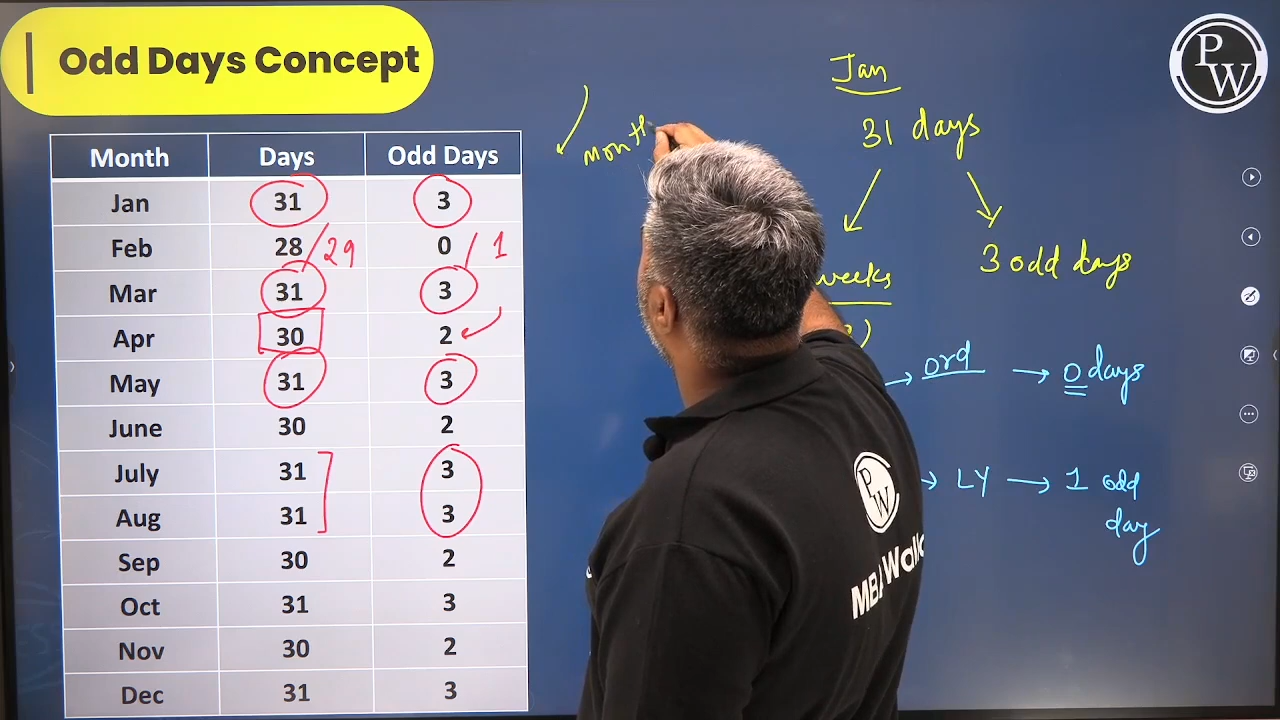 Odd Days Concept
Month Days Odd Days
Jan 31 3
Feb 28/29 0/1
Mar 31 3
Apr 30 2
May 31 3
June 30 2
July 31 3
Aug 31 3
Sep 30 2
Oct 31 3
Nov 30 2
Dec 31 3
month
Jan
31 days
weeks
3 odd days
ord → 0 days
LY → 1 odd
day
PW
PW
MBA